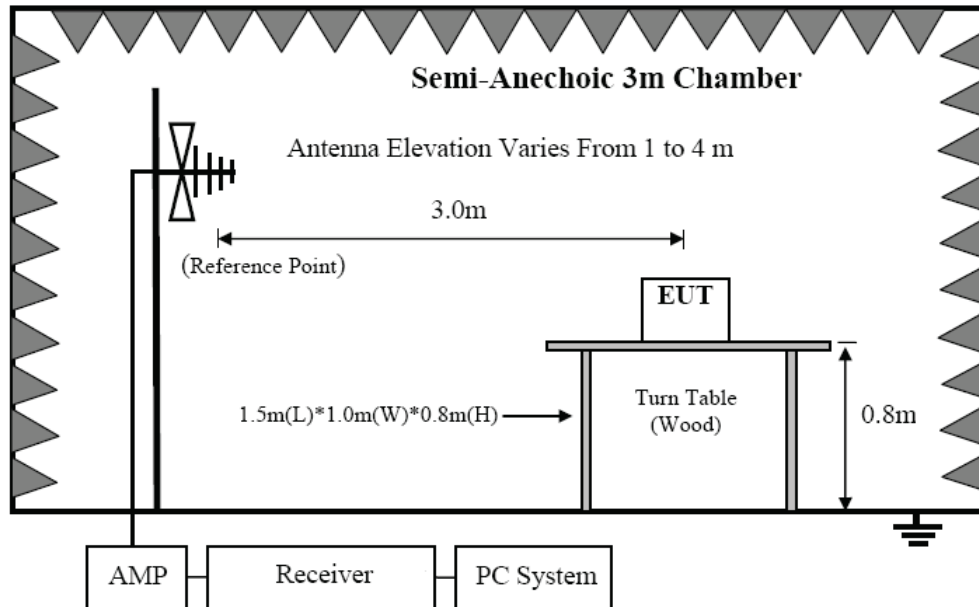 Semi-Anechoic 3m Chamber
Antenna Elevation Varies From 1 to 4 m
3.0m
(Reference Point)
EUT
1.5m(L)*1.0m(W)*0.8m(H)
Turn Table
(Wood)
0.8m
AMP
Receiver
PC System